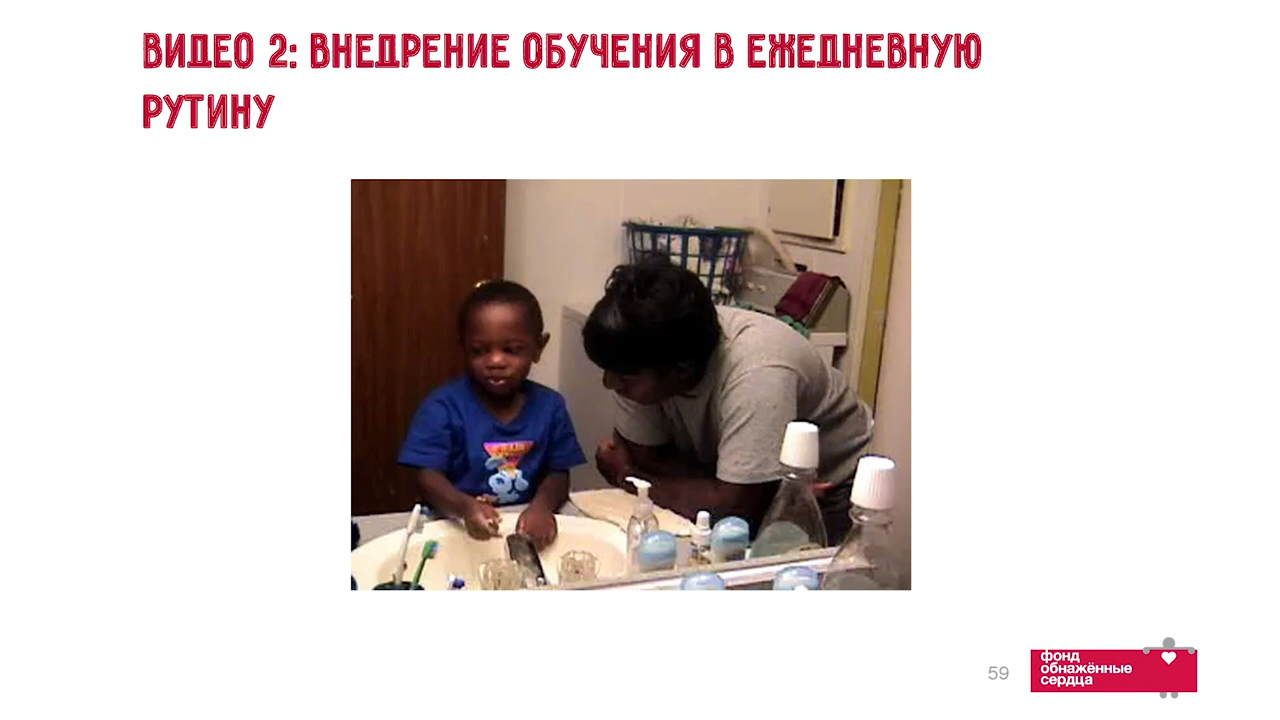 ВИДЕО 2: ВНЕДРЕНИЕ ОБУЧЕНИЯ В ЕЖЕДНЕВНУЮ
РУТИНУ
59
фонд
обнажённые
сердца